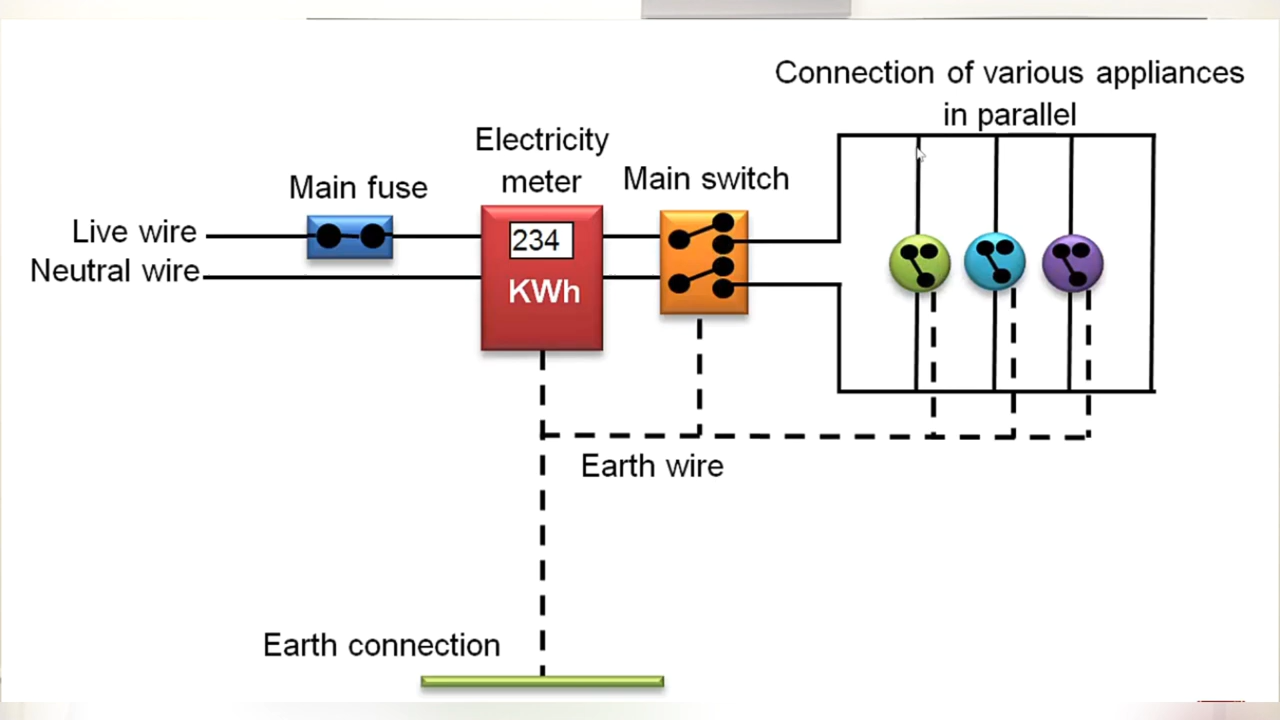 Connection of various appliances
in parallel
Electricity
meter
Main switch
Main fuse
Live wire
Neutral wire
234
KWh
Earth wire
Earth connection